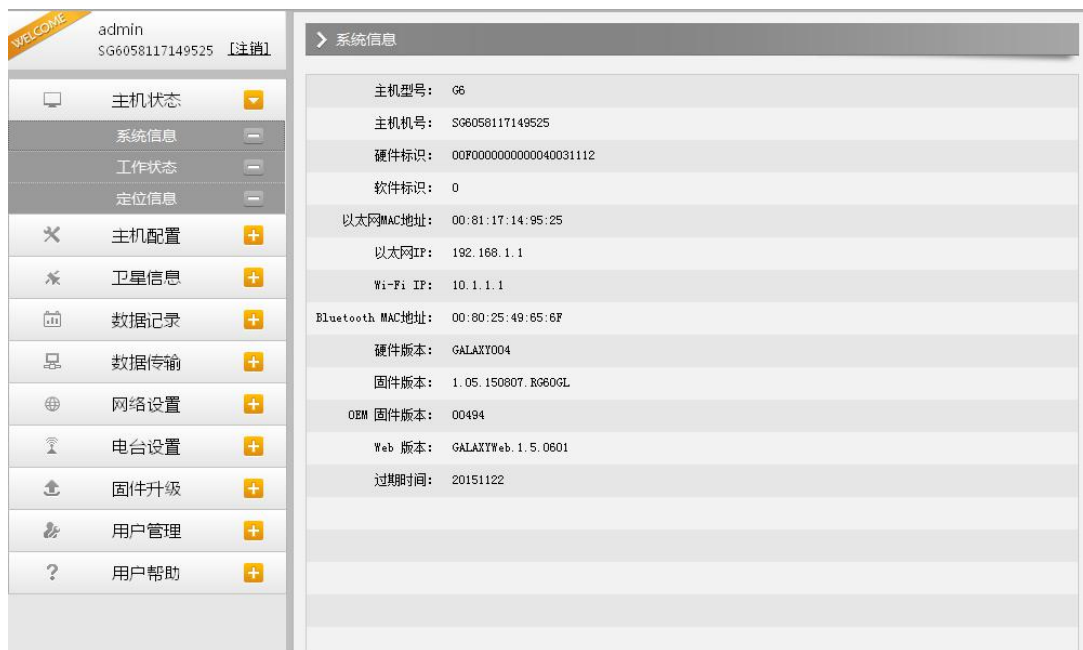 WELCOME
admin
SG6058117149525 [注销]
主机状态
系统信息
工作状态
定位信息
主机配置
卫星信息
数据记录
数据传输
网络设置
电台设置
固件升级
用户管理
用户帮助
系统信息
主机型号: G6
主机机号: SG6058117149525
硬件标识: 00F0000000000040031112
软件标识: 0
以太网MAC地址: 00:81:17:14:95:25
以太网IP: 192.168.1.1
Wi-Fi IP: 10.1.1.1
Bluetooth MAC地址: 00:80:25:49:65:6F
硬件版本: GALAXY004
固件版本: 1.05.150807.RG60GL
OEM 固件版本: 00494
Web 版本: GALAXYWeb.1.5.0601
过期时间: 20151122